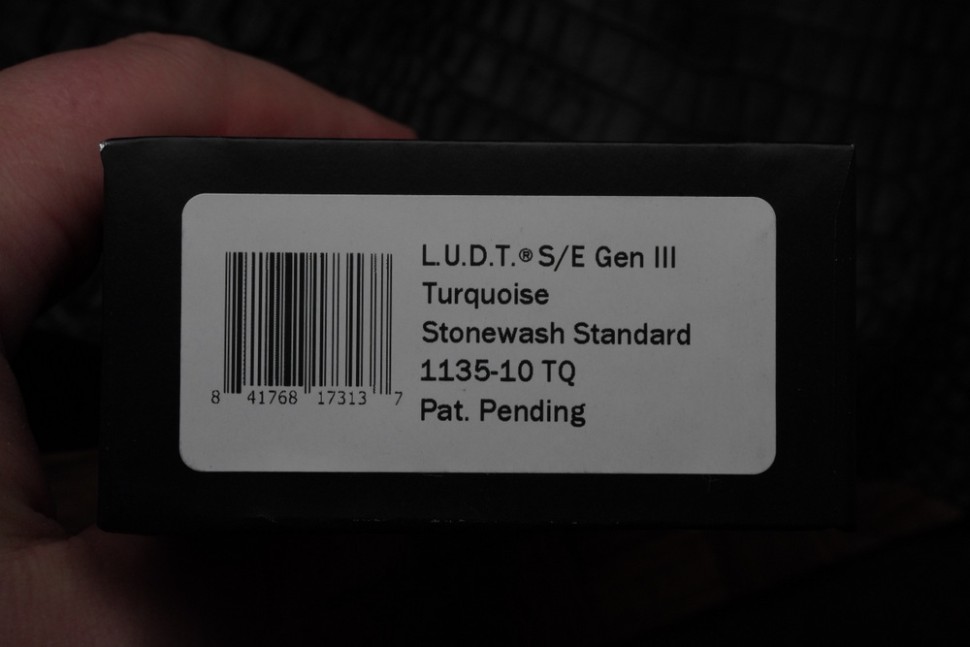 L.U.D.T.® S/E Gen III
Turquoise
Stonewash Standard
1135-10 TQ
Pat. Pending
8 41768 17313 7